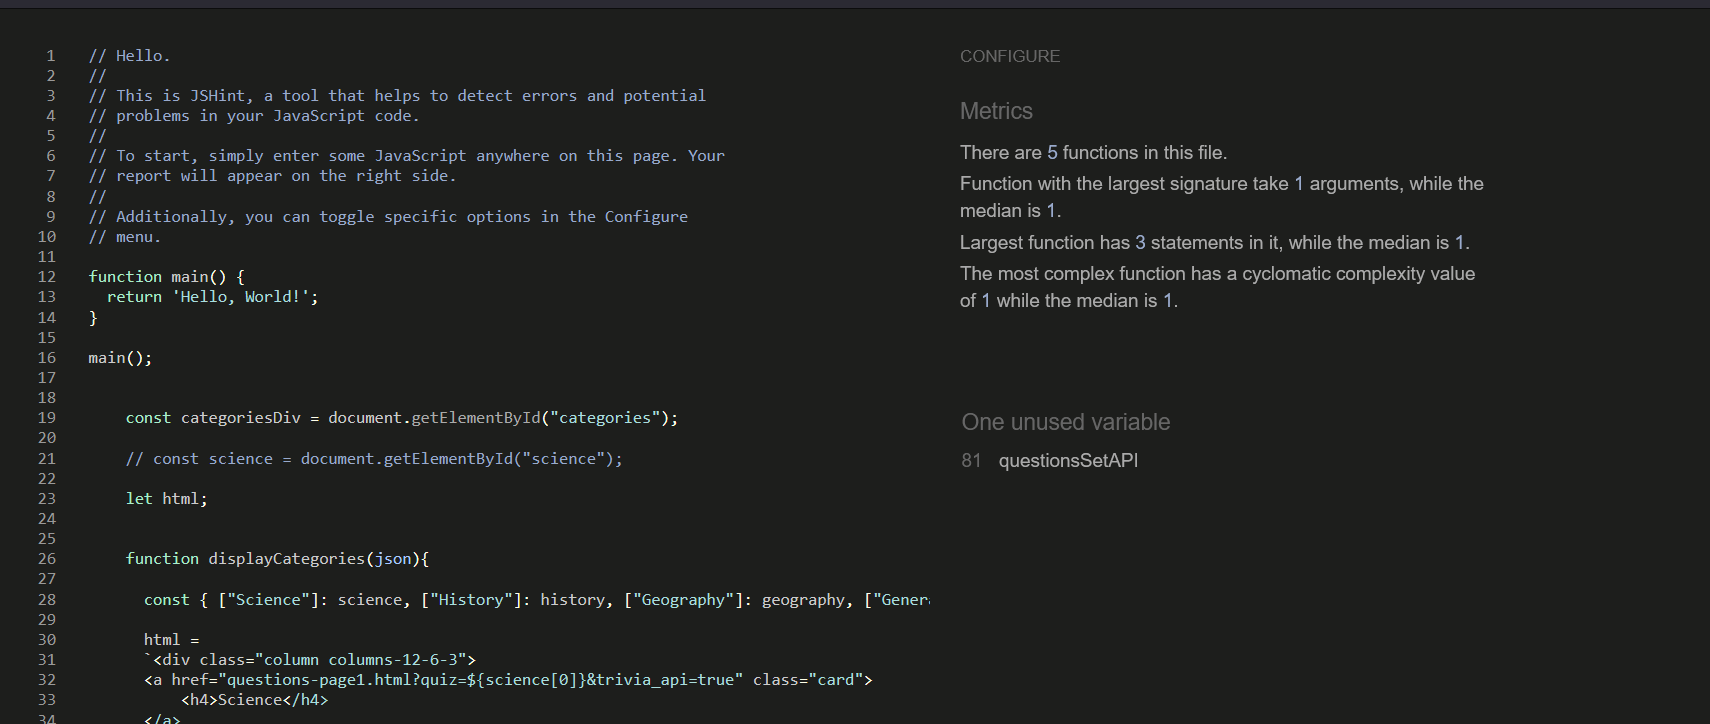 1 // Hello.
2 //
3 // This is JSHint, a tool that helps to detect errors and potential
4 // problems in your JavaScript code.
5 //
6 // To start, simply enter some JavaScript anywhere on this page. Your
7 // report will appear on the right side.
8 //
9 // Additionally, you can toggle specific options in the Configure
10 // menu.
11
12 function main() {
13   return 'Hello, World!';
14 }
15
16 main();
17
18
19     const categoriesDiv = document.getElementById("categories");
20
21     // const science = document.getElementById("science");
22
23     let html;
24
25
26     function displayCategories(json){
27
28       const { ["Science"]: science, ["History"]: history, ["Geography"]: geography, ["Gener
29
30       html =
31       `<div class="column columns-12-6-3">
32       <a href="questions-page1.html?quiz=${science[0]}&trivia_api=true" class="card">
33           <h4>Science</h4>
34       </a>
CONFIGURE
Metrics
There are 5 functions in this file.
Function with the largest signature take 1 arguments, while the
median is 1.
Largest function has 3 statements in it, while the median is 1.
The most complex function has a cyclomatic complexity value
of 1 while the median is 1.
One unused variable
81 questionsSetAPI